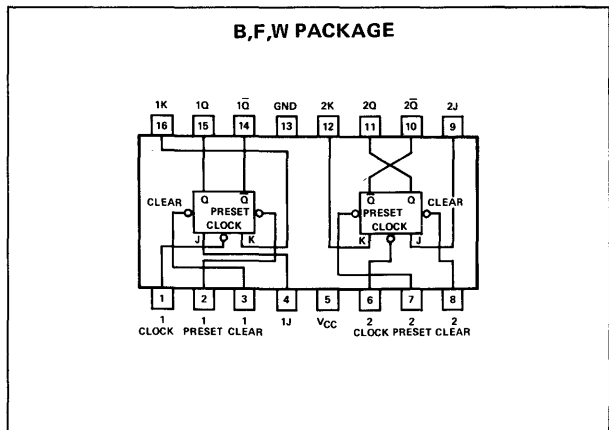 B,F,W PACKAGE
1K 1Q 1Q̅ GND 2K 2Q 2Q̅ 2J
16 15 14 13 12 11 10 9
Q Q̅ Q̅ Q
CLEAR PRESET PRESET CLEAR
CLOCK CLOCK
J K K J
1 2 3 4 5 6 7 8
1 1 1 1J VCC 2 2 2
CLOCK PRESET CLEAR CLOCK PRESET CLEAR